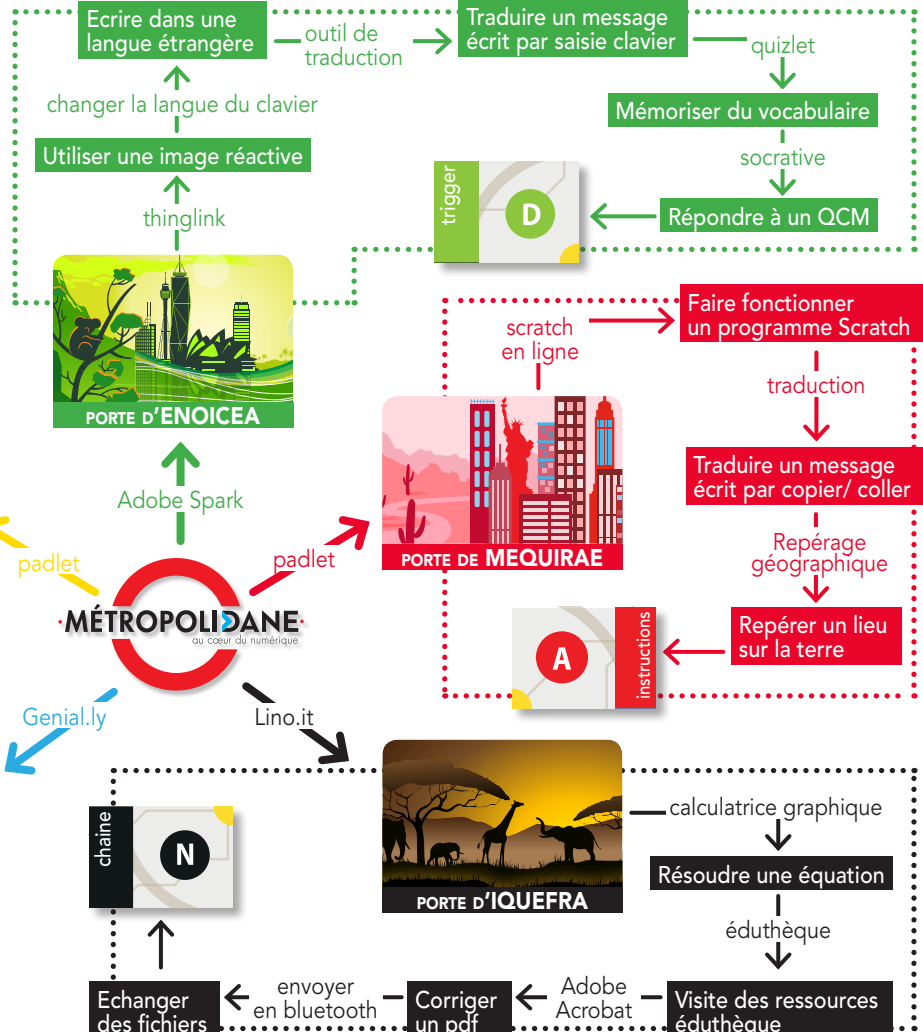 Ecrire dans une
langue étrangère
outil de
traduction
Traduire un message
écrit par saisie clavier
quizlet
changer la langue du clavier
Mémoriser du vocabulaire
Utiliser une image réactive
socrative
thinglink
trigger
D
Répondre à un QCM
PORTE D'ENOICEA
scratch
en ligne
Faire fonctionner
un programme Scratch
traduction
Traduire un message
écrit par copier/ coller
PORTE DE MEQUIRAE
Repérage
géographique
Repérer un lieu
sur la terre
A
instructions
Adobe Spark
padlet
padlet
·MÉTROPOLIDANE·
au cœur du numérique
Genial.ly
Lino.it
PORTE D'IQUEFRA
calculatrice graphique
Résoudre une équation
éduthèque
Visite des ressources
éduthèque
Adobe
Acrobat
Corriger
un pdf
envoyer
en bluetooth
Echanger
des fichiers
chaine
N